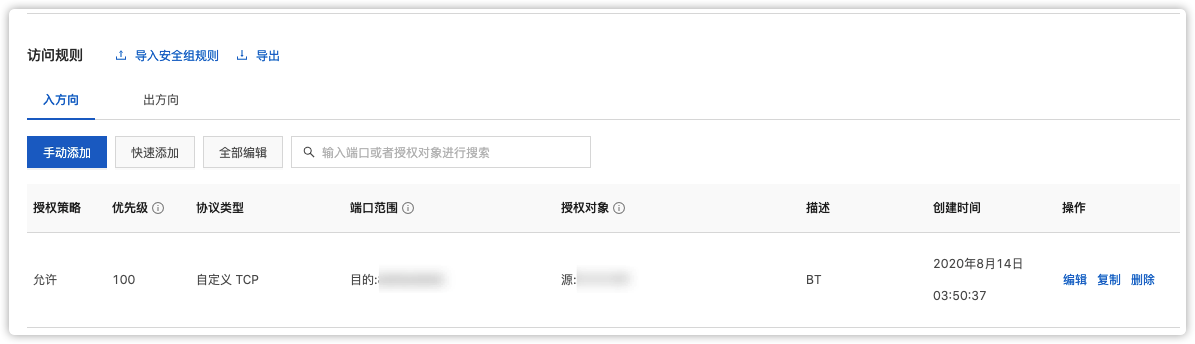 访问规则 导入安全组规则 导出
入方向 出方向
手动添加 快速添加 全部编辑 输入端口或者授权对象进行搜索
授权策略 优先级 协议类型 端口范围 授权对象 描述 创建时间 操作
允许 100 自定义 TCP 目的: 源: BT 2020年8月14日 03:50:37 编辑 复制 删除